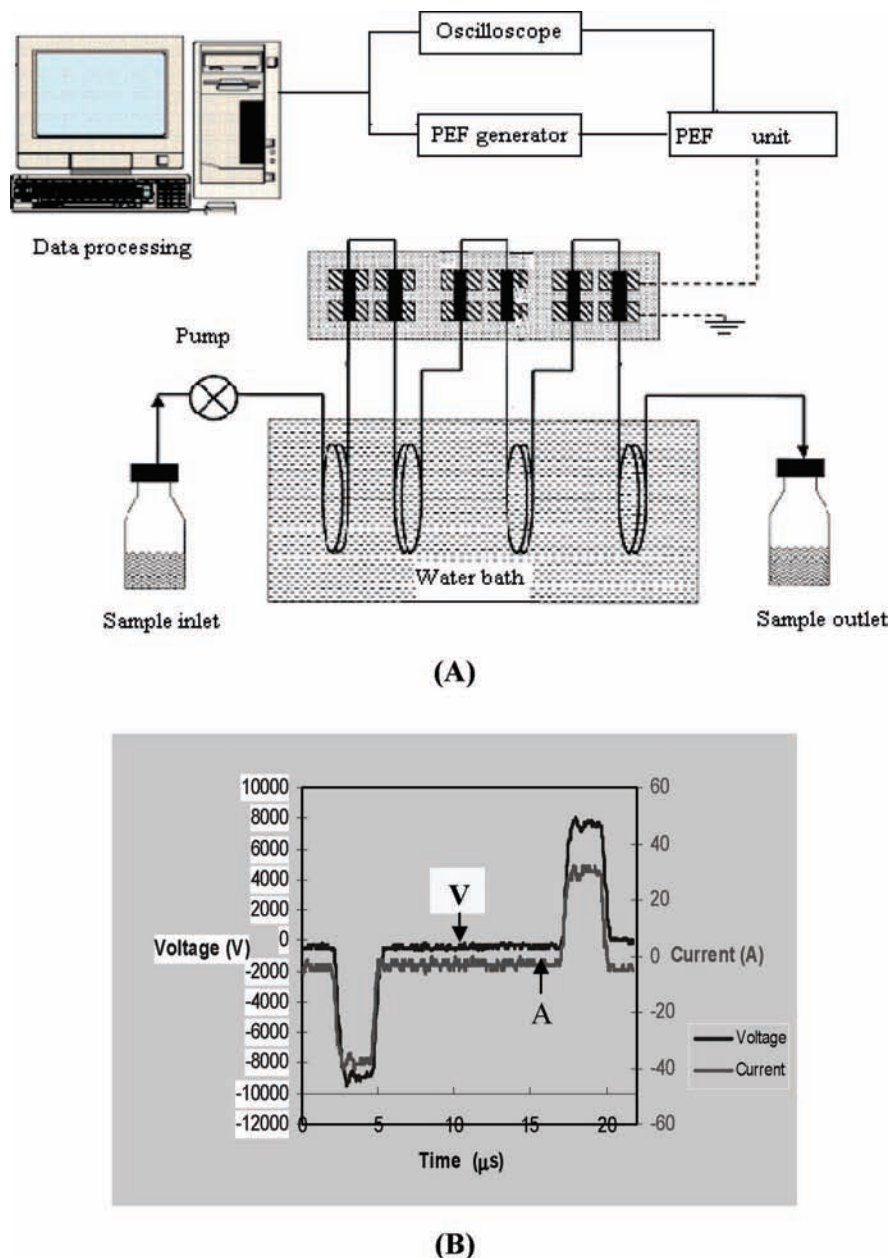 Oscilloscope
PEF generator
PEF unit
Data processing
Pump
Water bath
Sample inlet
Sample outlet
(A)
10000
8000
6000
4000
2000
0
-2000
-4000
-6000
-8000
-10000
-12000
Voltage (V)
60
40
20
0
-20
-40
-60
Current (A)
V
A
Voltage
Current
0 5 10 15 20
Time (µs)
(B)